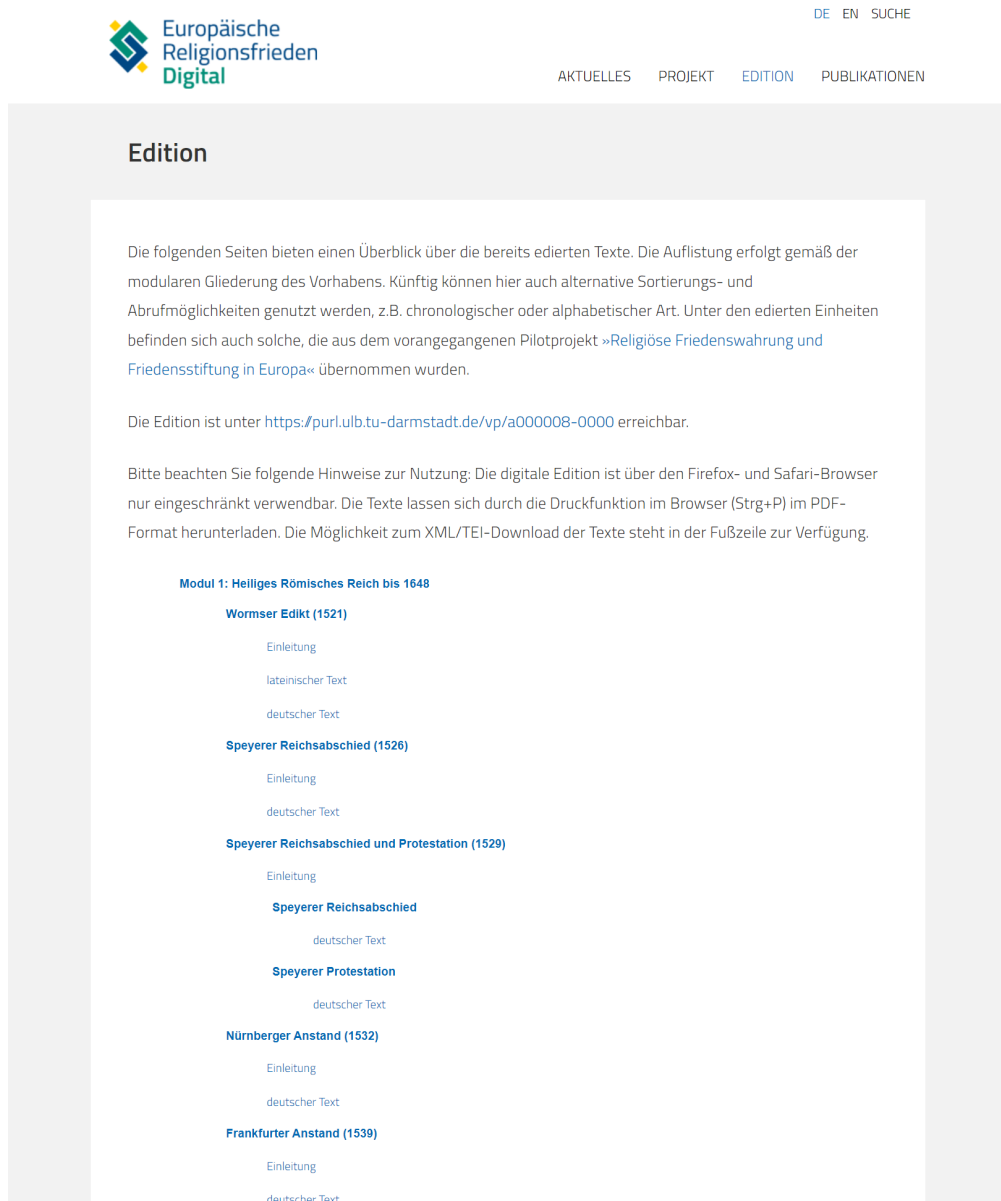 Europäische
Religionsfrieden
Digital
DE EN SUCHE
AKTUELLES PROJEKT EDITION PUBLIKATIONEN
Edition
Die folgenden Seiten bieten einen Überblick über die bereits edierten Texte. Die Auflistung erfolgt gemäß der
modularen Gliederung des Vorhabens. Künftig können hier auch alternative Sortierungs- und
Abrufmöglichkeiten genutzt werden, z.B. chronologischer oder alphabetischer Art. Unter den edierten Einheiten
befinden sich auch solche, die aus dem vorangegangenen Pilotprojekt »Religiöse Friedenswahrung und
Friedensstiftung in Europa« übernommen wurden.
Die Edition ist unter https://purl.ulb.tu-darmstadt.de/vp/a000008-0000 erreichbar.
Bitte beachten Sie folgende Hinweise zur Nutzung: Die digitale Edition ist über den Firefox- und Safari-Browser
nur eingeschränkt verwendbar. Die Texte lassen sich durch die Druckfunktion im Browser (Strg+P) im PDF-
Format herunterladen. Die Möglichkeit zum XML/TEI-Download der Texte steht in der Fußzeile zur Verfügung.
Modul 1: Heiliges Römisches Reich bis 1648
Wormser Edikt (1521)
Einleitung
lateinischer Text
deutscher Text
Speyerer Reichsabschied (1526)
Einleitung
deutscher Text
Speyerer Reichsabschied und Protestation (1529)
Einleitung
Speyerer Reichsabschied
deutscher Text
Speyerer Protestation
deutscher Text
Nürnberger Anstand (1532)
Einleitung
deutscher Text
Frankfurter Anstand (1539)
Einleitung
deutscher Text